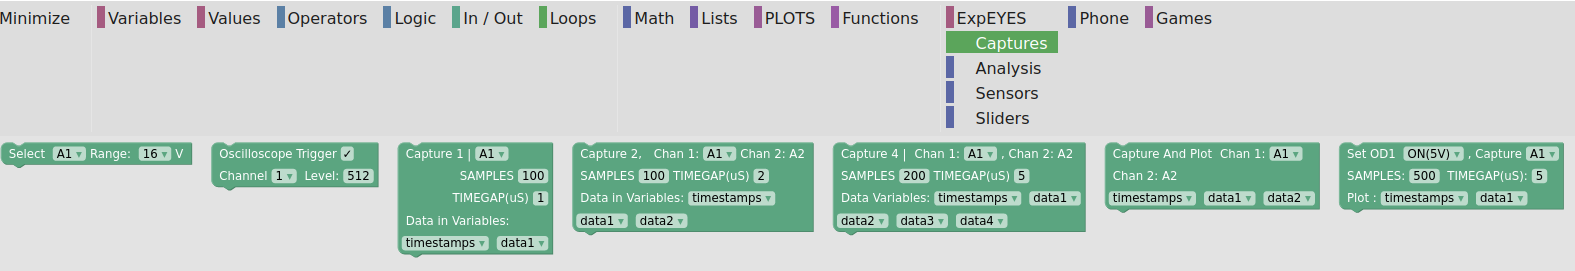 Minimize Variables Values Operators Logic In / Out Loops Math Lists PLOTS Functions ExpEYES Phone Games
Captures
Analysis
Sensors
Sliders
Select A1 Range: 16 V
Oscilloscope Trigger ✓
Channel 1 Level: 512
Capture 1 | A1
SAMPLES 100
TIMEGAP(uS) 1
Data in Variables:
timestamps data1
Capture 2, Chan 1: A1 Chan 2: A2
SAMPLES 100 TIMEGAP(uS) 2
Data in Variables: timestamps
data1 data2
Capture 4 | Chan 1: A1 , Chan 2: A2
SAMPLES 200 TIMEGAP(uS) 5
Data Variables: timestamps data1
data2 data3 data4
Capture And Plot Chan 1: A1
Chan 2: A2
timestamps data1 data2
Set OD1 ON(5V) , Capture A1
SAMPLES: 500 TIMEGAP(uS): 5
Plot : timestamps data1